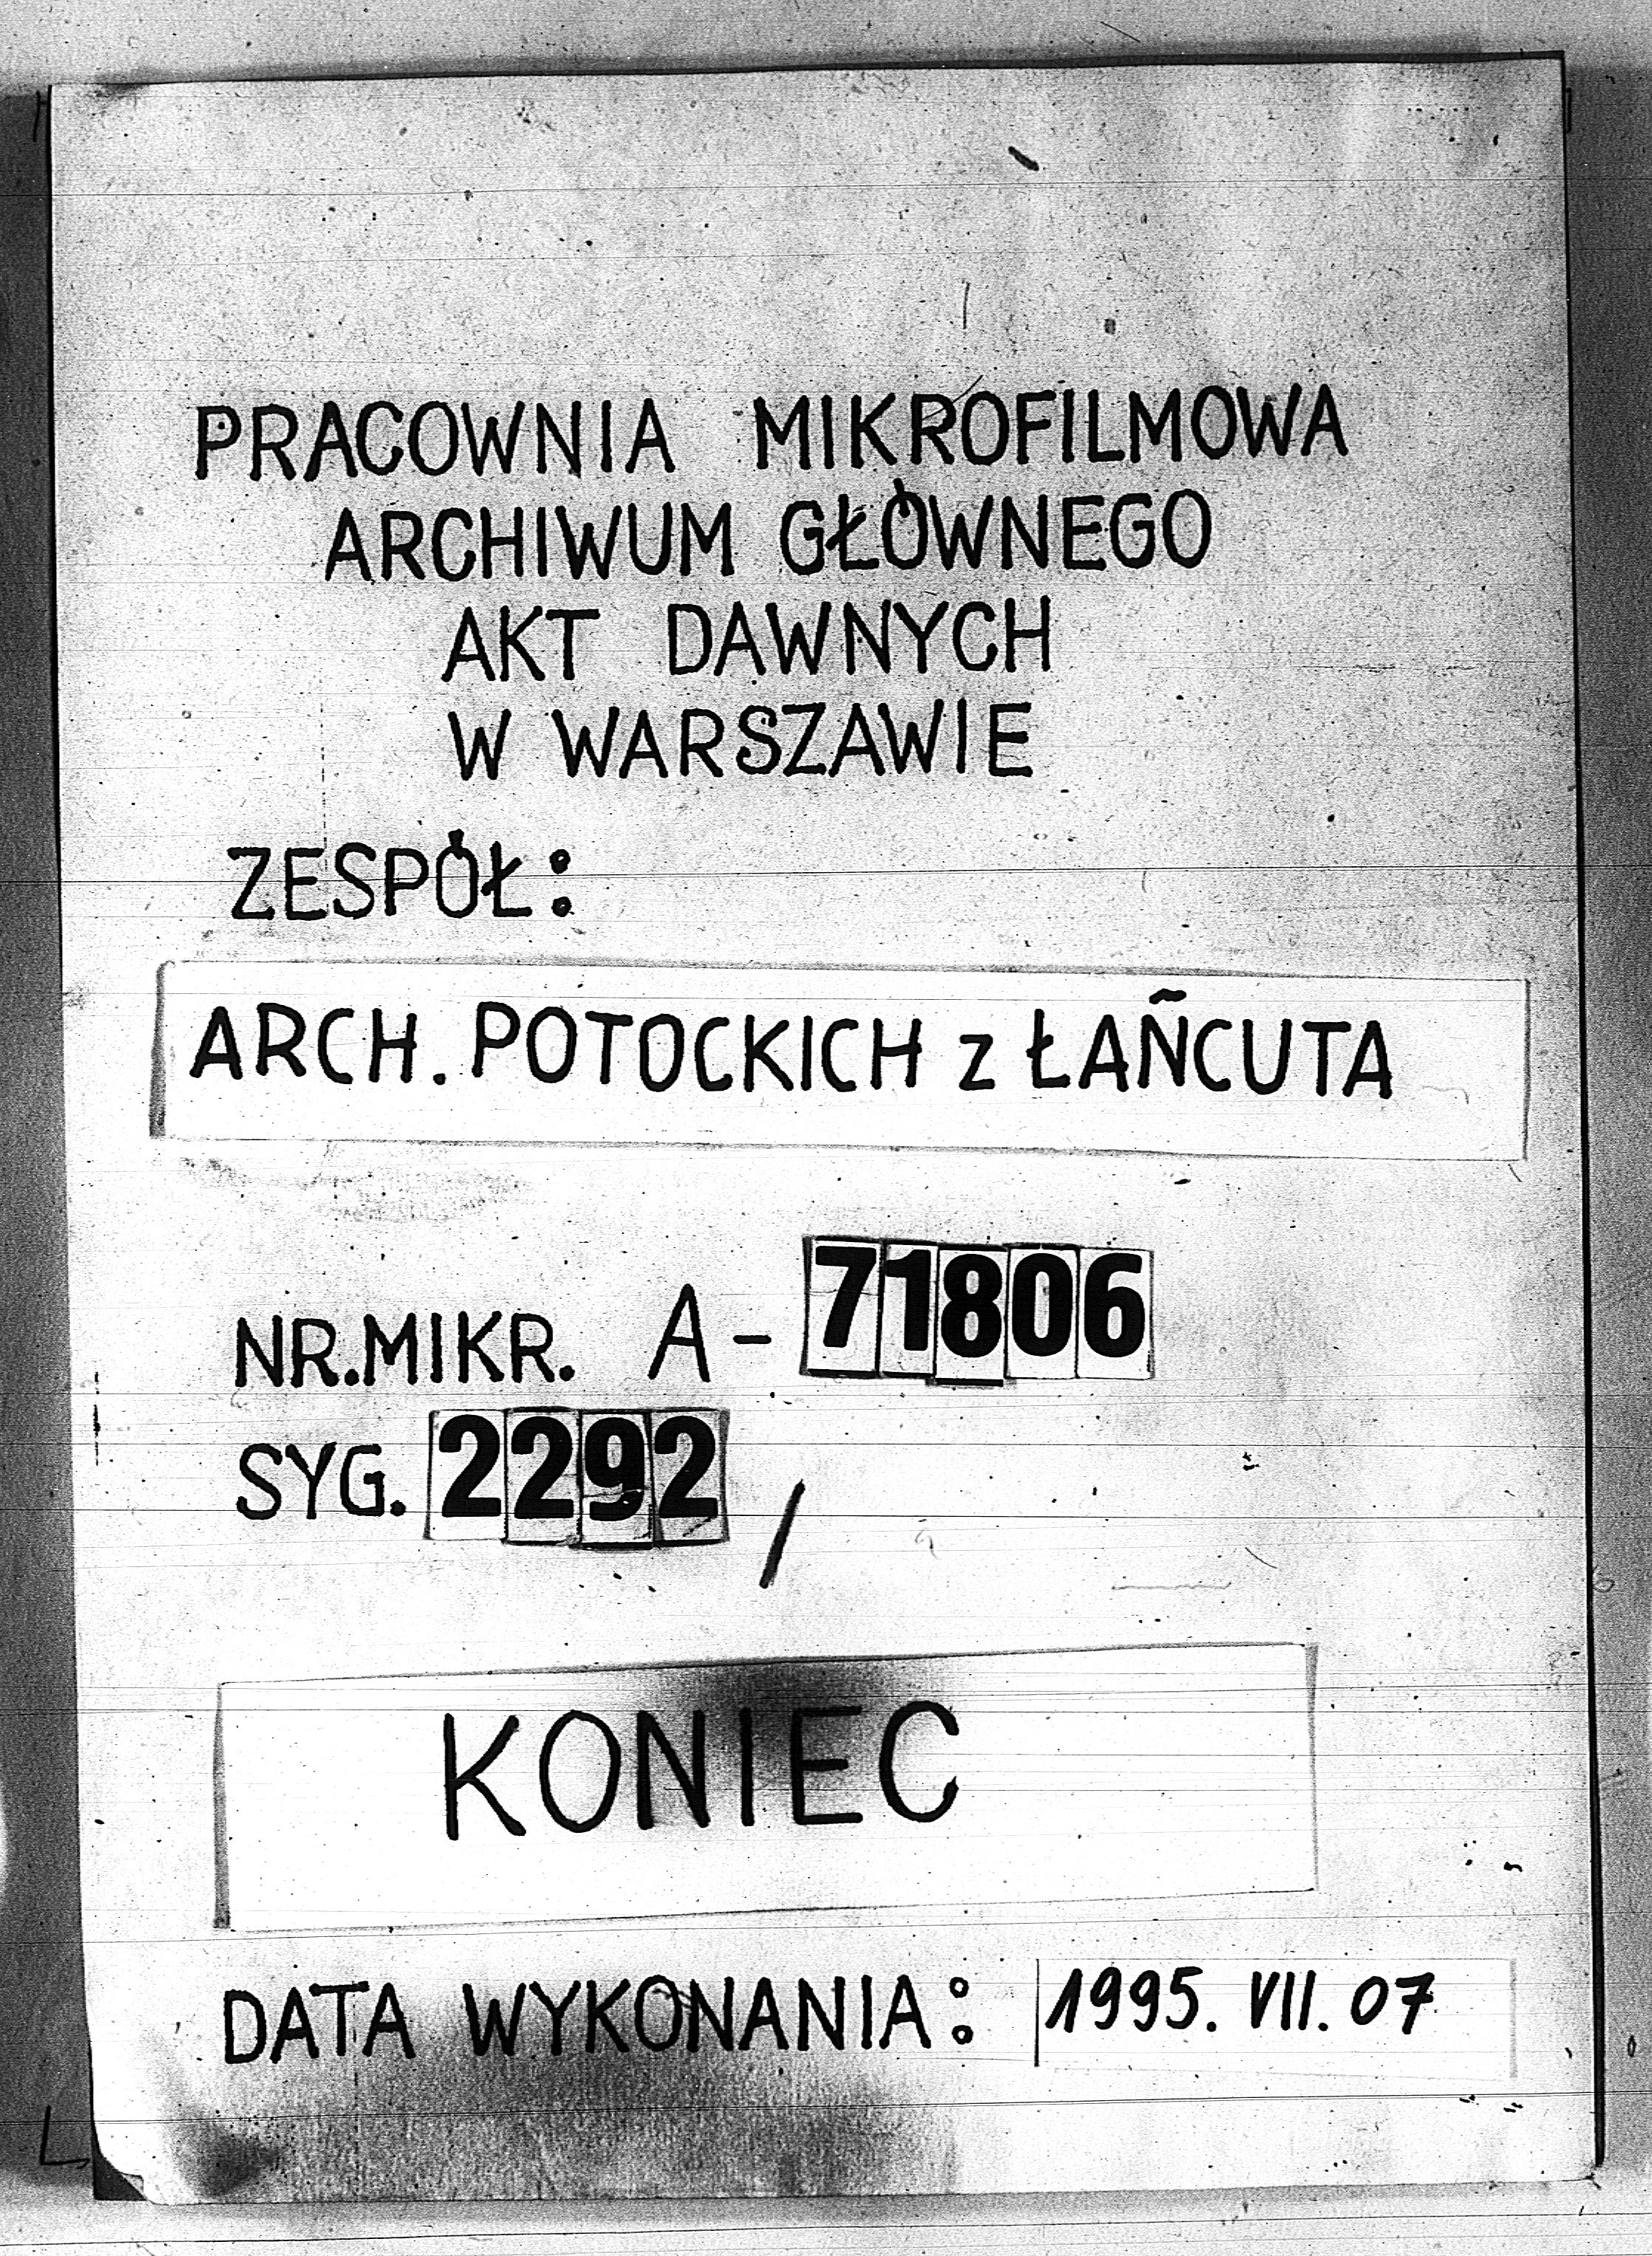 PRACOWNIA MIKROFILMOWA
ARCHIWUM GŁÓWNEGO
AKT DAWNYCH
W WARSZAWIE
ZESPÓŁ:
ARCH. POTOCKICH z ŁAŃCUTA
NR. MIKR. A-71806
SYG. 2292 /
KONIEC
DATA WYKONANIA: 1995. VII. 07